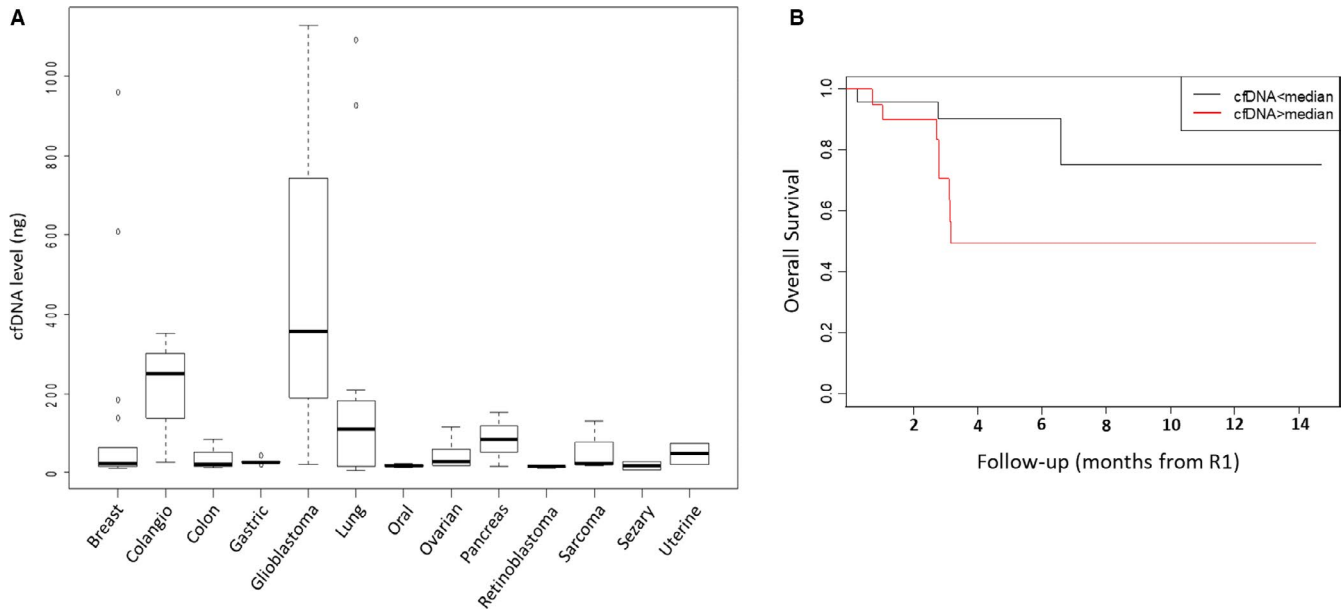 A
cfDNA level (ng)
1000
800
600
400
200
0
Breast
Colangio
Colon
Gastric
Glioblastoma
Lung
Oral
Ovarian
Pancreas
Retinoblastoma
Sarcoma
Sezary
Uterine
B
cfDNA<median
cfDNA>median
Overall Survival
1.0
0.8
0.6
0.4
0.2
0.0
2 4 6 8 10 12 14
Follow-up (months from R1)